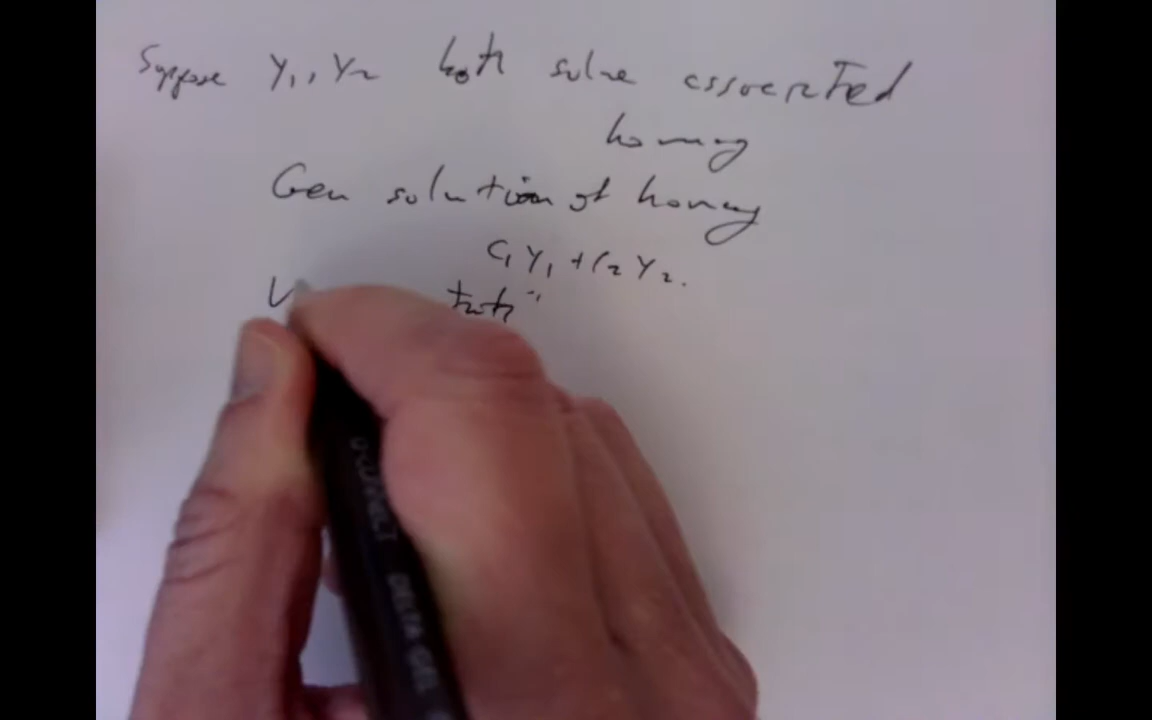 Suppose Y₁, Y₂ both solve associated
homog
Gen solution of homog
C₁Y₁ + C₂Y₂.